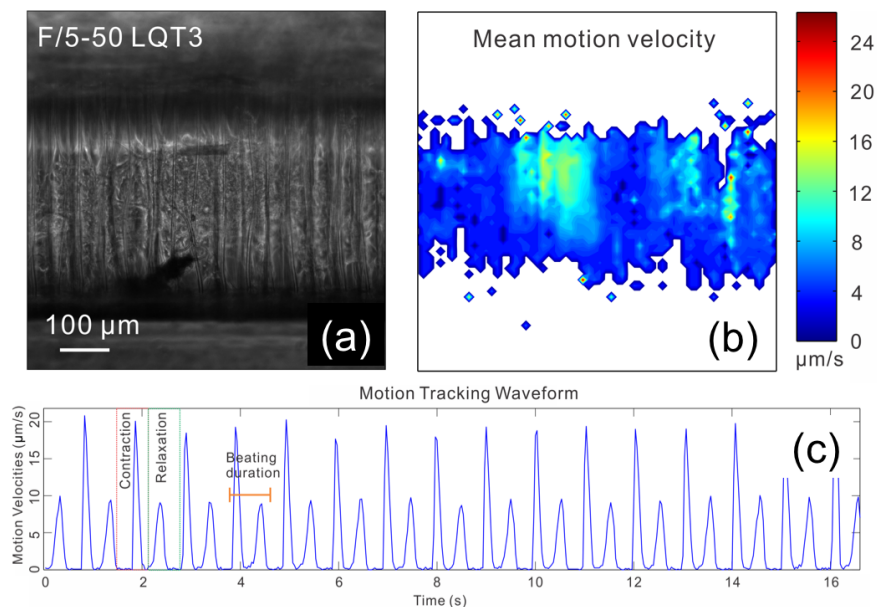 F/5-50 LQT3
100 µm
(a)
Mean motion velocity
(b)
24
20
16
12
8
4
0
µm/s
Motion Tracking Waveform
Motion Velocities (µm/s)
20
15
10
5
0
Contraction
Relaxation
Beating
duration
(c)
0 2 4 6 8 10 12 14 16
Time (s)